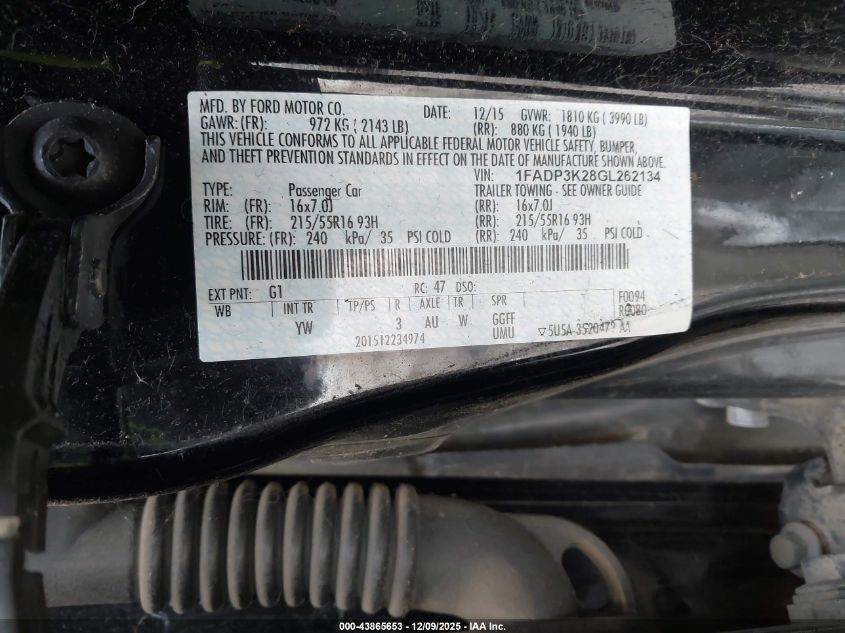 MFD. BY FORD MOTOR CO. DATE: 12/15 GVWR: 1810 KG ( 3990 LB)
GAWR:(FR): 972 KG ( 2143 LB) (RR): 880 KG ( 1940 LB)
THIS VEHICLE CONFORMS TO ALL APPLICABLE FEDERAL MOTOR VEHICLE SAFETY, BUMPER,
AND THEFT PREVENTION STANDARDS IN EFFECT ON THE DATE OF MANUFACTURE SHOWN ABOVE.
VIN: 1FADP3K28GL262134
TYPE: Passenger Car TRAILER TOWING - SEE OWNER GUIDE
RIM: (FR): 16x7.0J (RR): 16x7.0J
TIRE: (FR): 215/55R16 93H (RR): 215/55R16 93H
PRESSURE: (FR): 240 kPa/ 35 PSI COLD (RR): 240 kPa/ 35 PSI COLD
EXT PNT: G1 RC: 47 DSO: F0094
WB INT TR TP/PS R AXLE TR SPR R0080
YW 3 AU W GGFF
201512234974 UMU ▽5U5A-3520472 AA
000-43865653 - 12/09/2025 - IAA Inc.